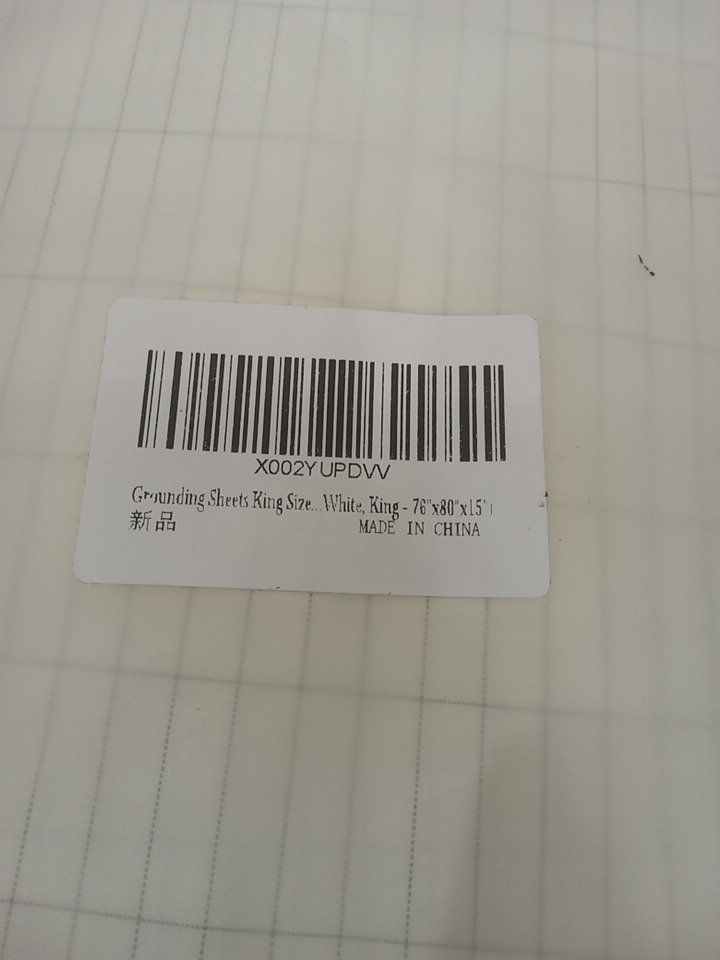 X002YUPDVV
Grounding Sheets King Size... White, King - 76"x80"x15")
新品
MADE IN CHINA